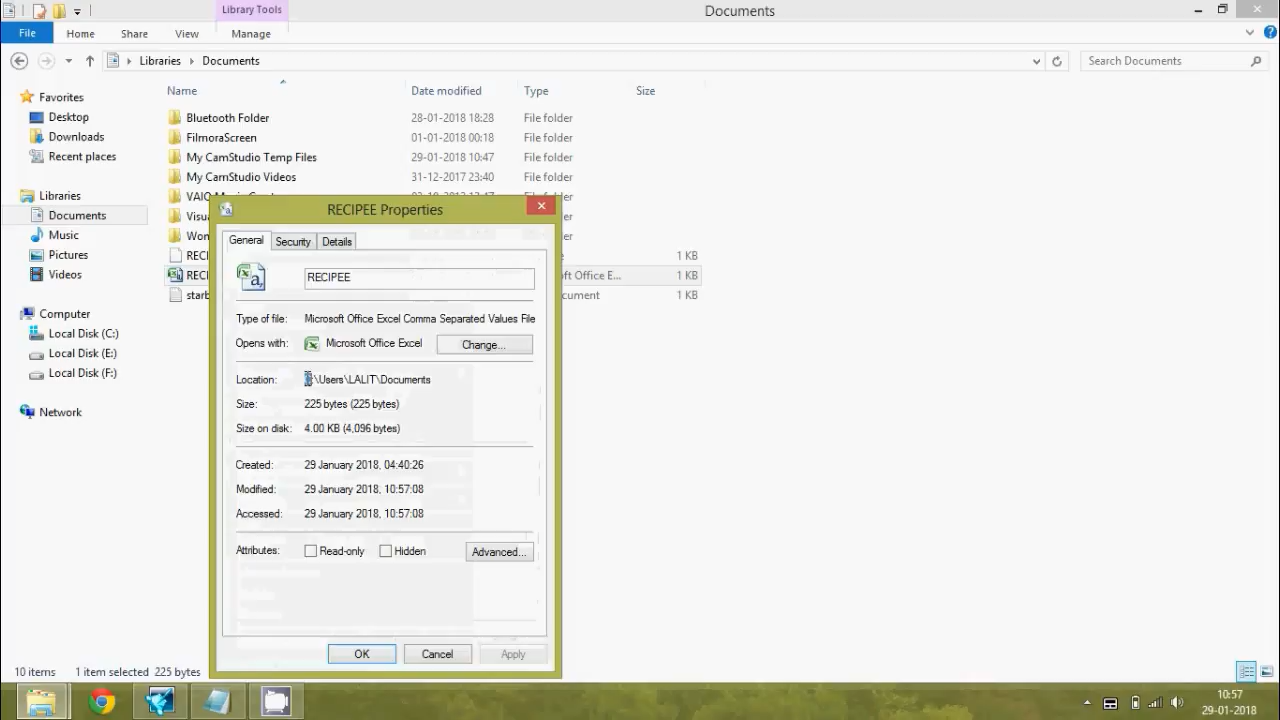 Library Tools
Documents
File Home Share View Manage
Libraries Documents
Search Documents
Name Date modified Type Size
Favorites
Desktop
Downloads
Recent places
Libraries
Documents
Music
Pictures
Videos
Computer
Local Disk (C:)
Local Disk (E:)
Local Disk (F:)
Network
Bluetooth Folder 28-01-2018 18:28 File folder
FilmoraScreen 01-01-2018 00:18 File folder
My CamStudio Temp Files 29-01-2018 10:47 File folder
My CamStudio Videos 31-12-2017 23:40 File folder
VAIO
Visua
Won
RECI 1 KB
RECI ft Office E... 1 KB
starb cument 1 KB
RECIPEE Properties
General Security Details
RECIPEE
Type of file: Microsoft Office Excel Comma Separated Values File
Opens with: Microsoft Office Excel Change...
Location: :\Users\LALIT\Documents
Size: 225 bytes (225 bytes)
Size on disk: 4.00 KB (4,096 bytes)
Created: 29 January 2018, 04:40:26
Modified: 29 January 2018, 10:57:08
Accessed: 29 January 2018, 10:57:08
Attributes: Read-only Hidden Advanced...
OK Cancel Apply
10 items 1 item selected 225 bytes
10:57
29-01-2018